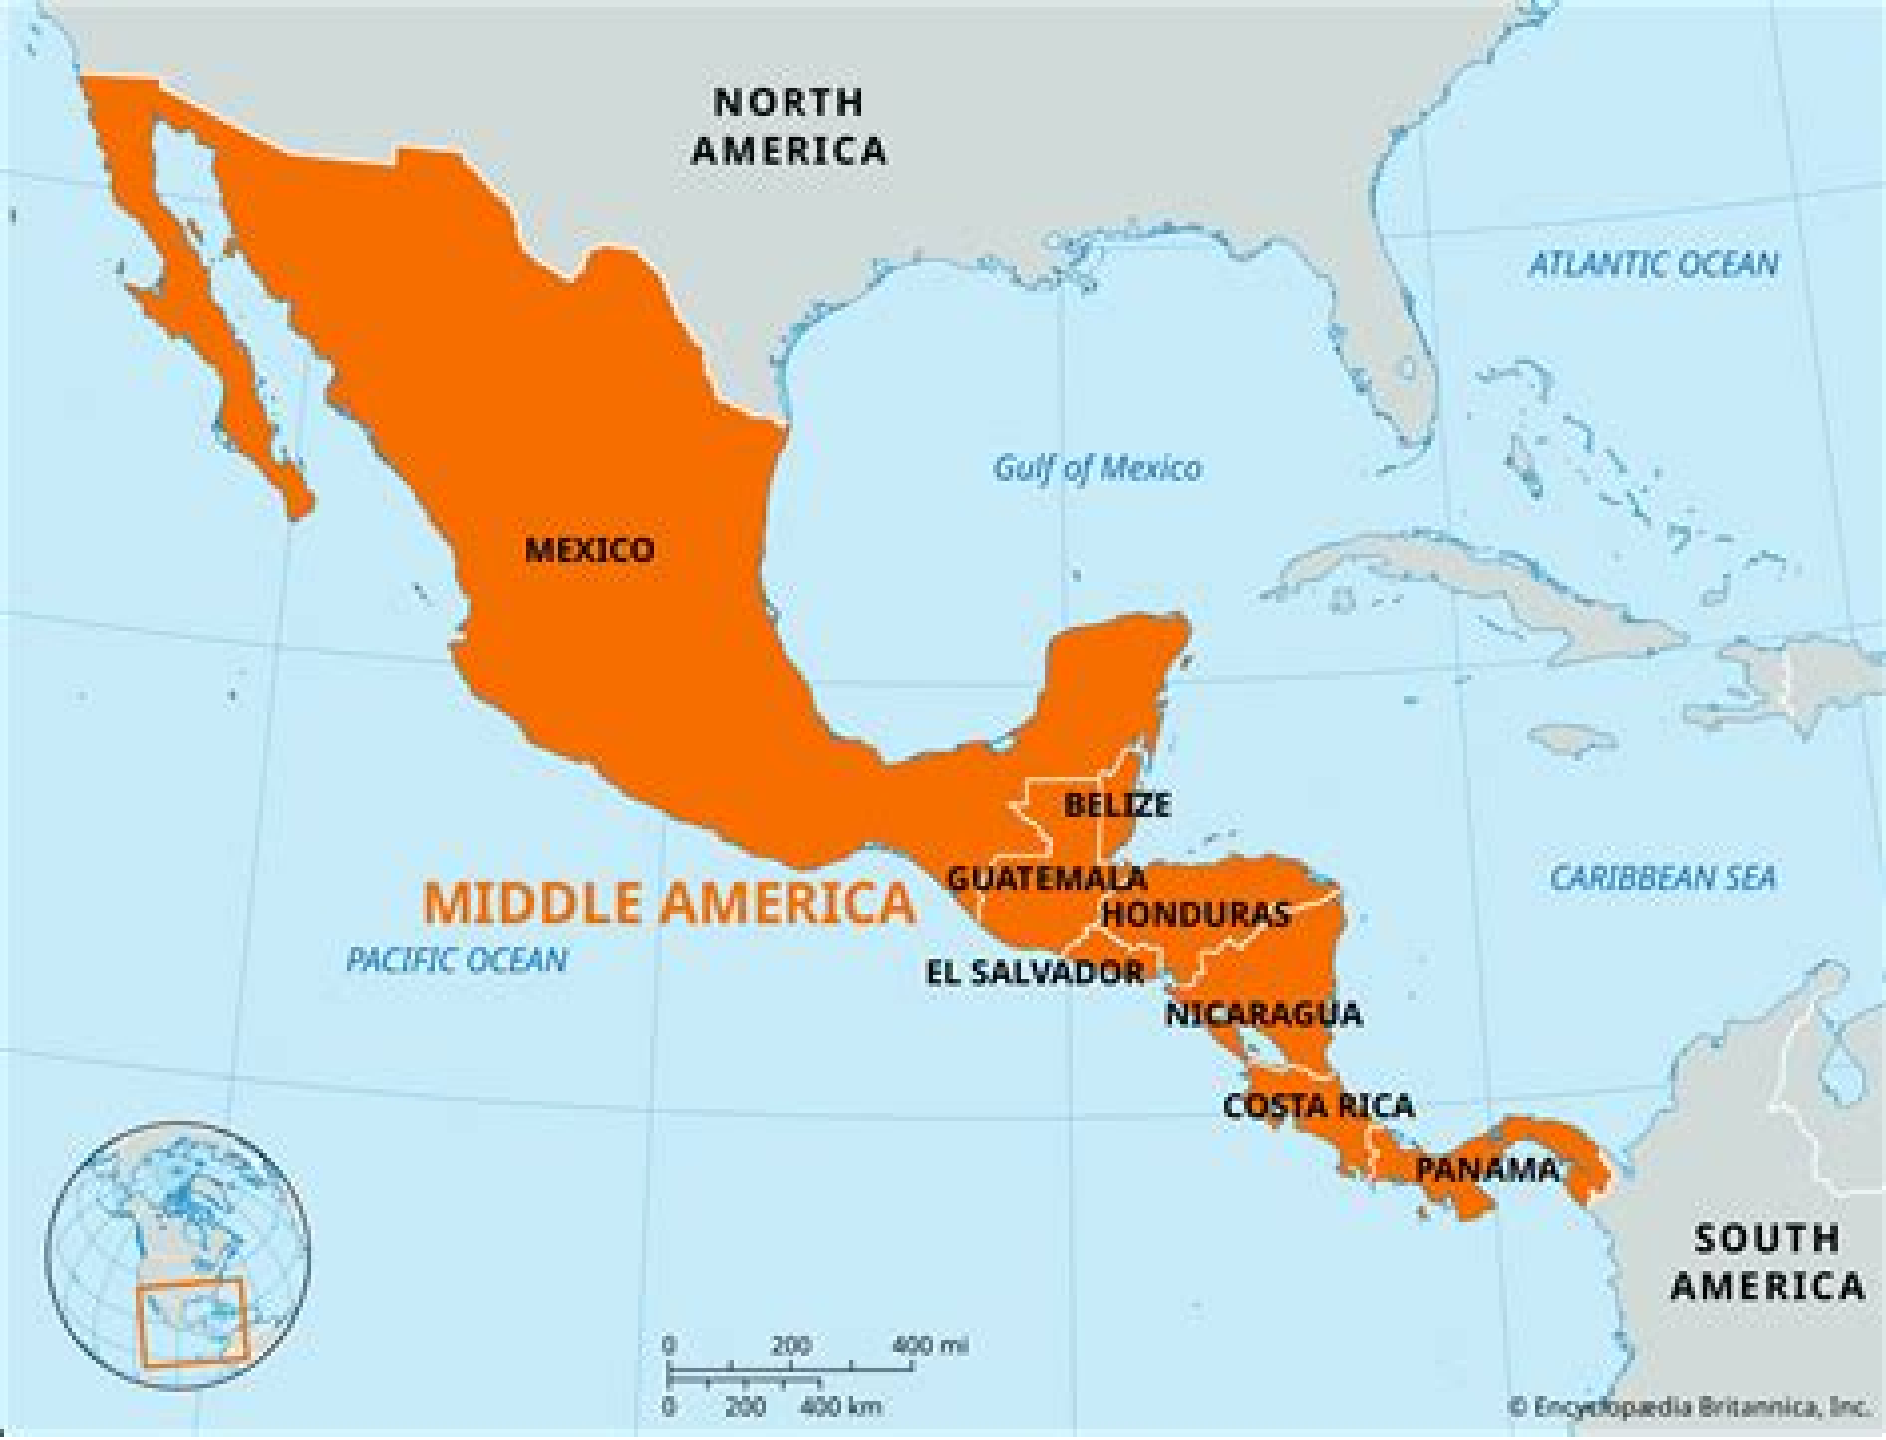 NORTH
AMERICA
ATLANTIC OCEAN
Gulf of Mexico
MEXICO
BELIZE
GUATEMALA
CARIBBEAN SEA
MIDDLE AMERICA
HONDURAS
PACIFIC OCEAN
EL SALVADOR
NICARAGUA
COSTA RICA
PANAMA
SOUTH
AMERICA
0 200 400 mi
0 200 400 km
© Encyclopædia Britannica, Inc.